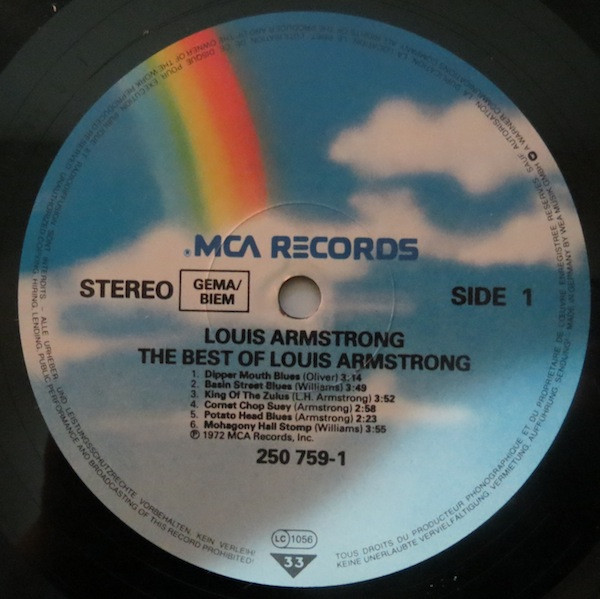 ® MCA RECORDS
STEREO
GEMA/
BIEM
SIDE 1
LOUIS ARMSTRONG
THE BEST OF LOUIS ARMSTRONG
1. Dipper Mouth Blues (Oliver) 3:14
2. Basin Street Blues (Williams) 3:49
3. King Of The Zulus (L.H. Armstrong) 3:52
4. Cornet Chop Suey (Armstrong) 2:58
5. Potato Head Blues (Armstrong) 2:23
6. Mohagony Hall Stomp (Williams) 3:55
Ⓟ 1972 MCA Records, Inc.
250 759-1
LC 1056
33
ALLE URHEBER- UND LEISTUNGSSCHUTZRECHTE VORBEHALTEN. KEIN VERLEIH!
HIRING, LENDING, PUBLIC PERFORMANCE AND BROADCASTING OF THIS RECORD PROHIBITED!
TOUS DROITS DU PRODUCTEUR PHONOGRAPHIQUE ET DU PROPRIETAIRE DE L'OEUVRE ENREGISTREE RESERVES. SAUF AUTORISATION,
KEINE UNERLAUBTE VERVIELFÄLTIGUNG, VERMIETUNG, AUFFÜHRUNG, SENDUNG! MADE IN GERMANY BY WEA MUSIK GMBH
A WARNER COMM